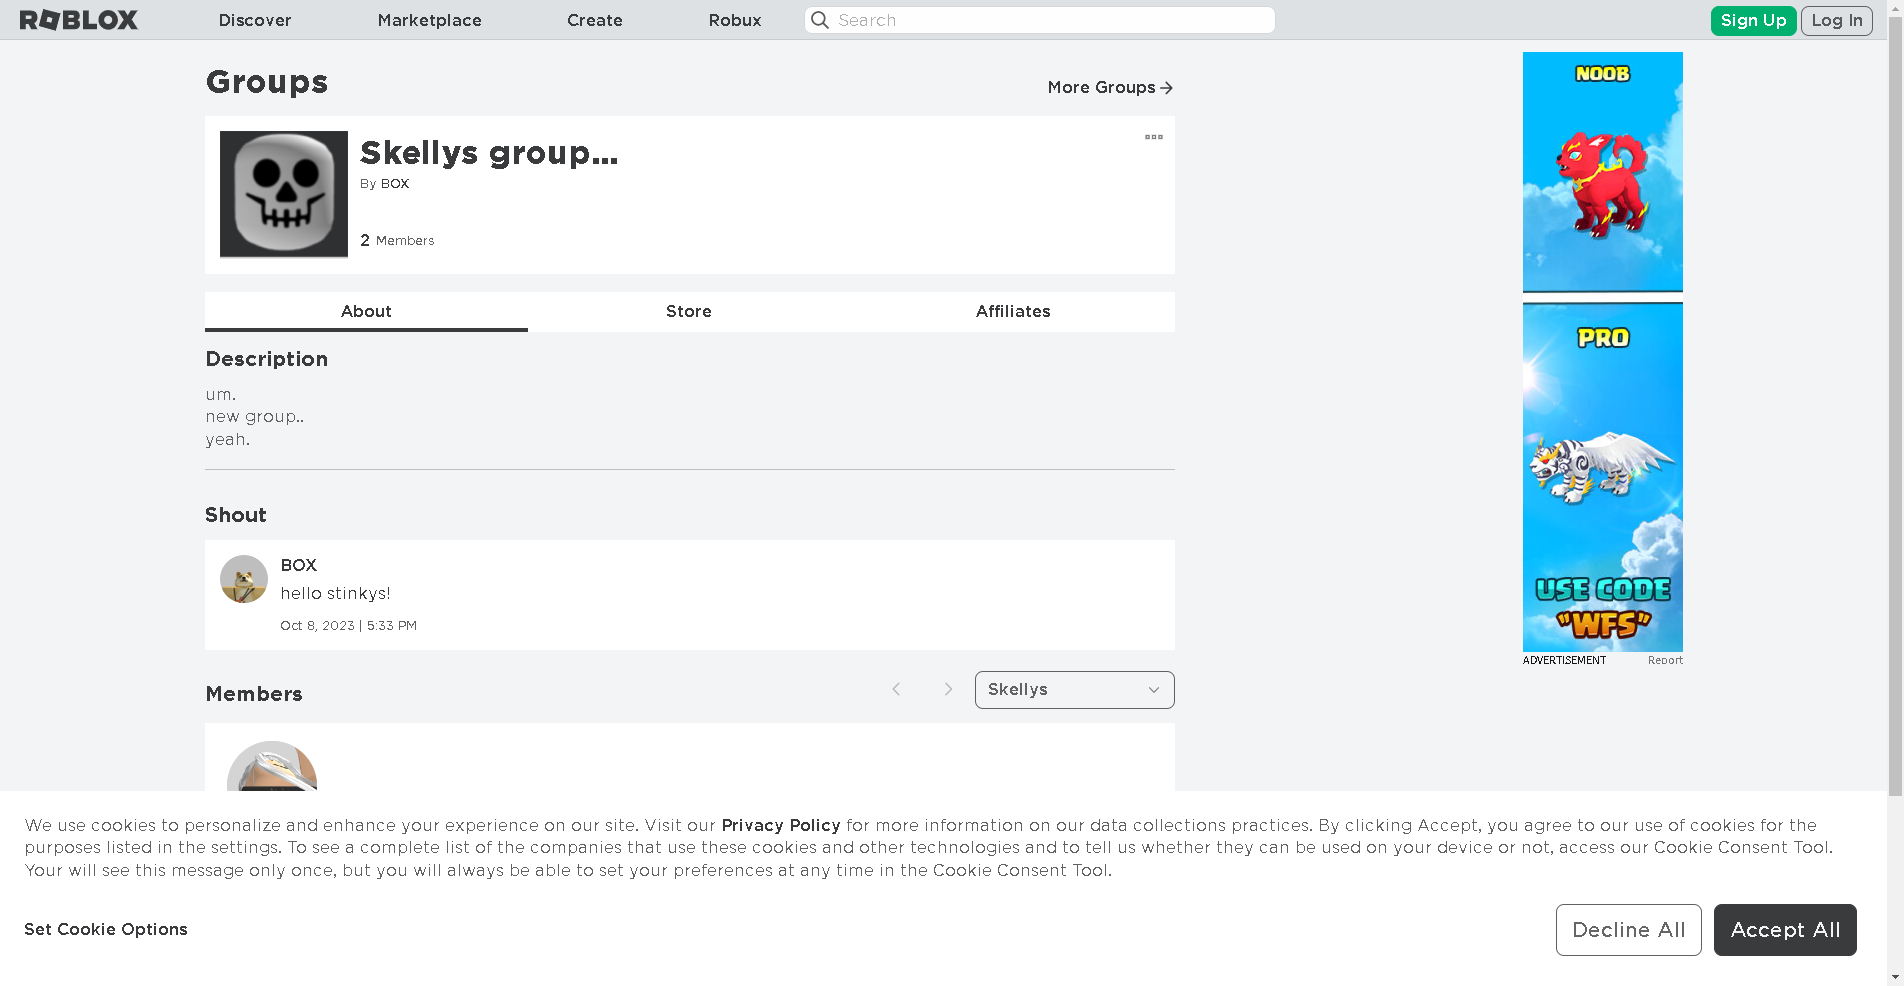 ROBLOX Discover Marketplace Create Robux Search Sign Up Log In
Groups
More Groups
Skellys group...
By BOX
2 Members
About Store Affiliates
Description
um.
new group..
yeah.
Shout
BOX
hello stinkys!
Oct 8, 2023 | 5:33 PM
Members
Skellys
NOOB
PRO
USE CODE
"WFS"
ADVERTISEMENT Report
We use cookies to personalize and enhance your experience on our site. Visit our Privacy Policy for more information on our data collections practices. By clicking Accept, you agree to our use of cookies for the
purposes listed in the settings. To see a complete list of the companies that use these cookies and other technologies and to tell us whether they can be used on your device or not, access our Cookie Consent Tool.
Your will see this message only once, but you will always be able to set your preferences at any time in the Cookie Consent Tool.
Set Cookie Options
Decline All
Accept All